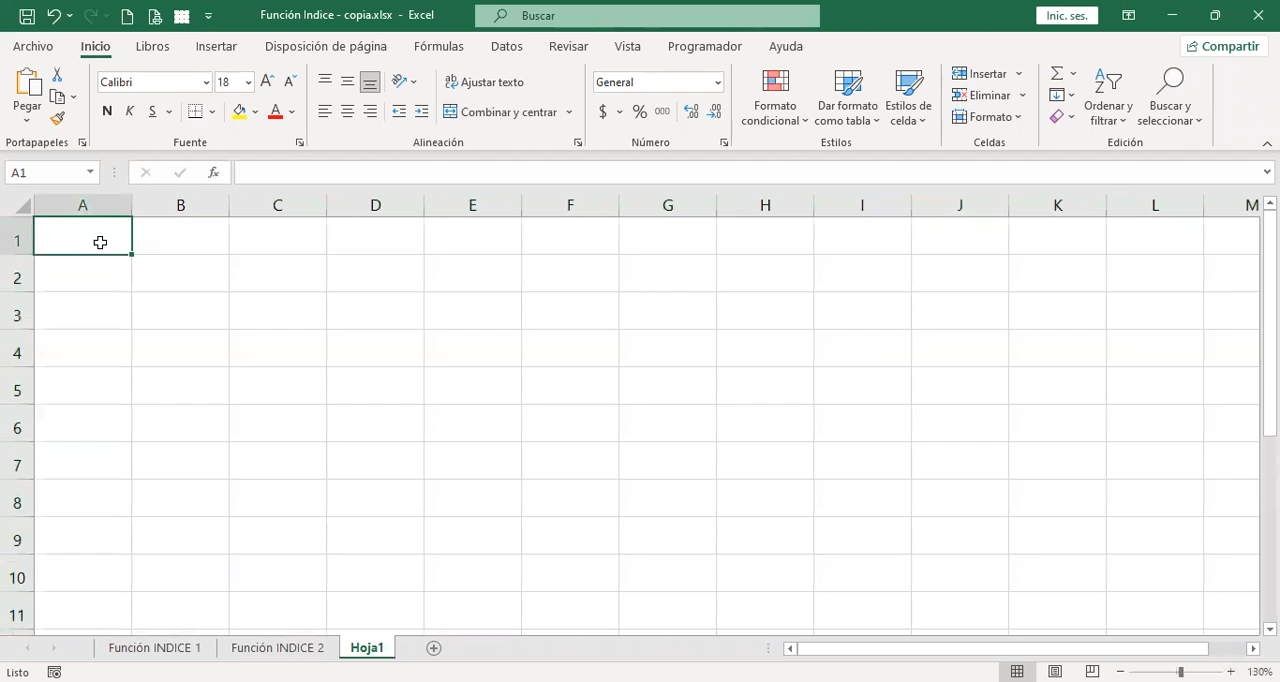 Función Indice - copia.xlsx - Excel
Buscar
Inic. ses.
Archivo Inicio Libros Insertar Disposición de página Fórmulas Datos Revisar Vista Programador Ayuda
Compartir
Pegar
Calibri 18
N K S
Ajustar texto
Combinar y centrar
General
$ % 000
Formato condicional
Dar formato como tabla
Estilos de celda
Insertar
Eliminar
Formato
Ordenar y filtrar
Buscar y seleccionar
Portapapeles Fuente Alineación Número Estilos Celdas Edición
A1 fx
A B C D E F G H I J K L M
1
2
3
4
5
6
7
8
9
10
11
Función INDICE 1 Función INDICE 2 Hoja1
Listo 130%